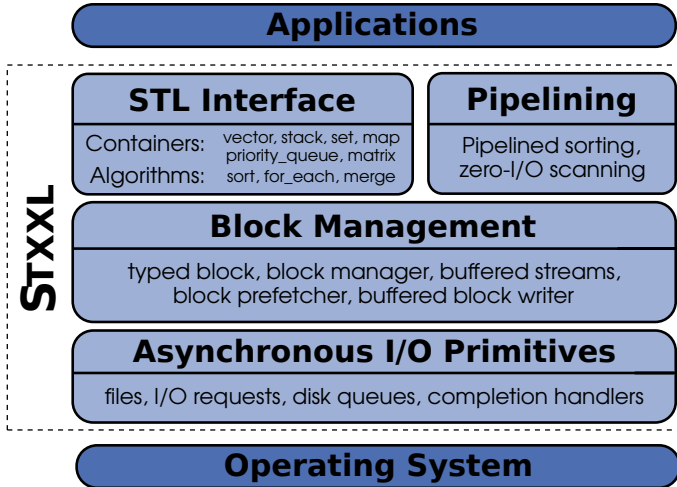 Applications
STXXL
STL Interface
Containers: vector, stack, set, map
priority_queue, matrix
Algorithms: sort, for_each, merge
Pipelining
Pipelined sorting,
zero-I/O scanning
Block Management
typed block, block manager, buffered streams,
block prefetcher, buffered block writer
Asynchronous I/O Primitives
files, I/O requests, disk queues, completion handlers
Operating System